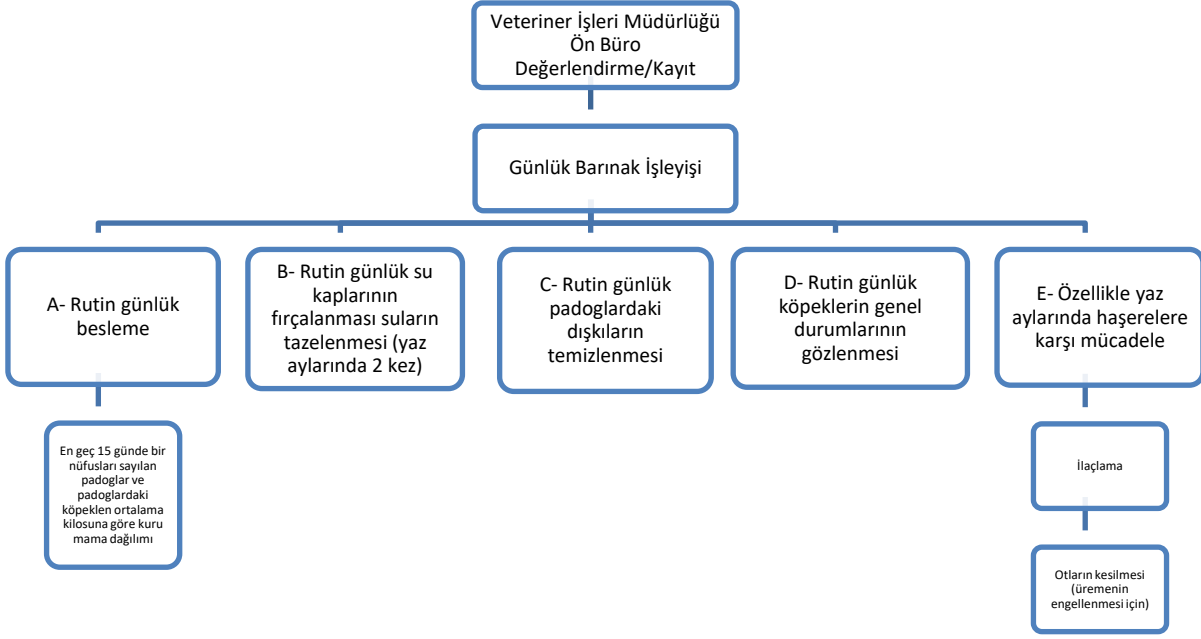 Veteriner İşleri Müdürlüğü
Ön Büro
Değerlendirme/Kayıt
Günlük Barınak İşleyişi
A- Rutin günlük
besleme
B- Rutin günlük su
kaplarının
fırçalanması suların
tazelenmesi (yaz
aylarında 2 kez)
C- Rutin günlük
padoglardaki
dışkıların
temizlenmesi
D- Rutin günlük
köpeklerin genel
durumlarının
gözlenmesi
E- Özellikle yaz
aylarında haşerelere
karşı mücadele
En geç 15 günde bir
nüfusları sayılan
padoglar ve
padoglardaki
köpeklen ortalama
kilosuna göre kuru
mama dağılımı
İlaçlama
Otların kesilmesi
(üremenin
engellenmesi için)